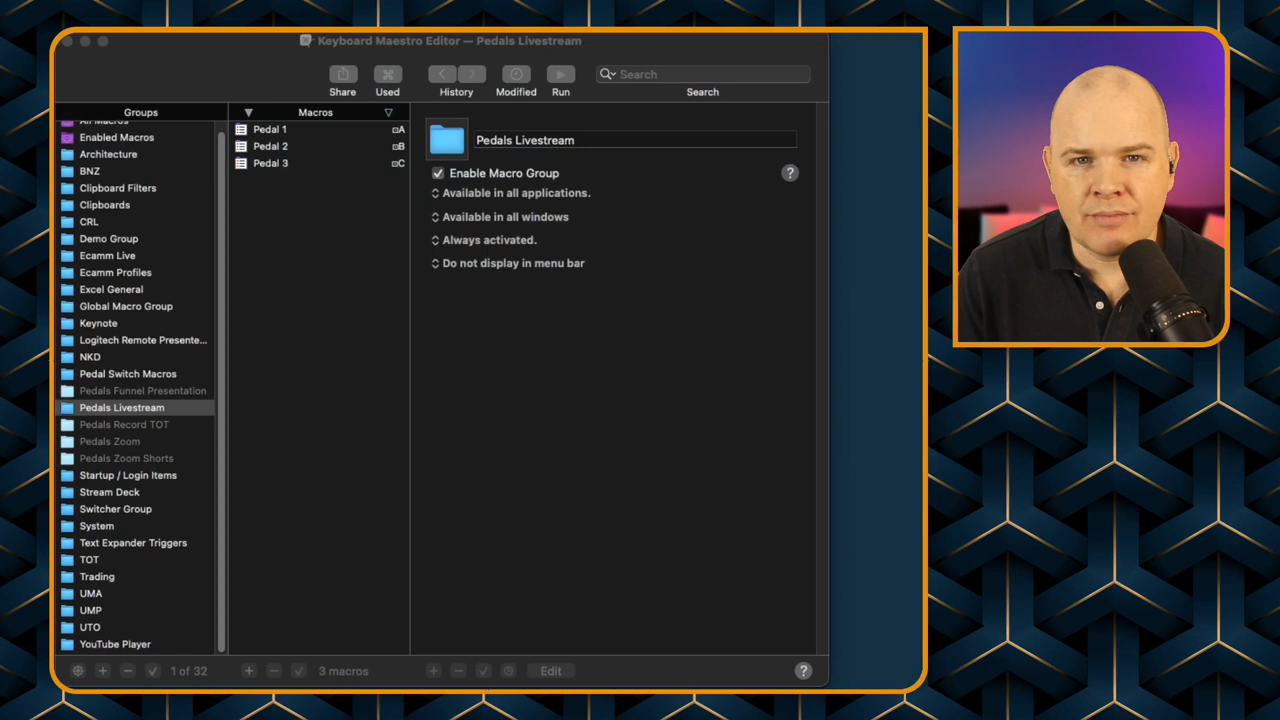 Keyboard Maestro Editor — Pedals Livestream
Search
Share
Used
History
Modified
Run
Search
Groups
Macros
All Macros
Enabled Macros
Architecture
BNZ
Clipboard Filters
Clipboards
CRL
Demo Group
Ecamm Live
Ecamm Profiles
Excel General
Global Macro Group
Keynote
Logitech Remote Presente...
NKD
Pedal Switch Macros
Pedals Funnel Presentation
Pedals Livestream
Pedals Record TOT
Pedals Zoom
Pedals Zoom Shorts
Startup / Login Items
Stream Deck
Switcher Group
System
Text Expander Triggers
TOT
Trading
UMA
UMP
UTO
YouTube Player
1 of 32
Pedal 1 ⊡A
Pedal 2 ⊡B
Pedal 3 ⊡C
3 macros
Pedals Livestream
Enable Macro Group
?
Available in all applications.
Available in all windows
Always activated.
Do not display in menu bar
Edit
?